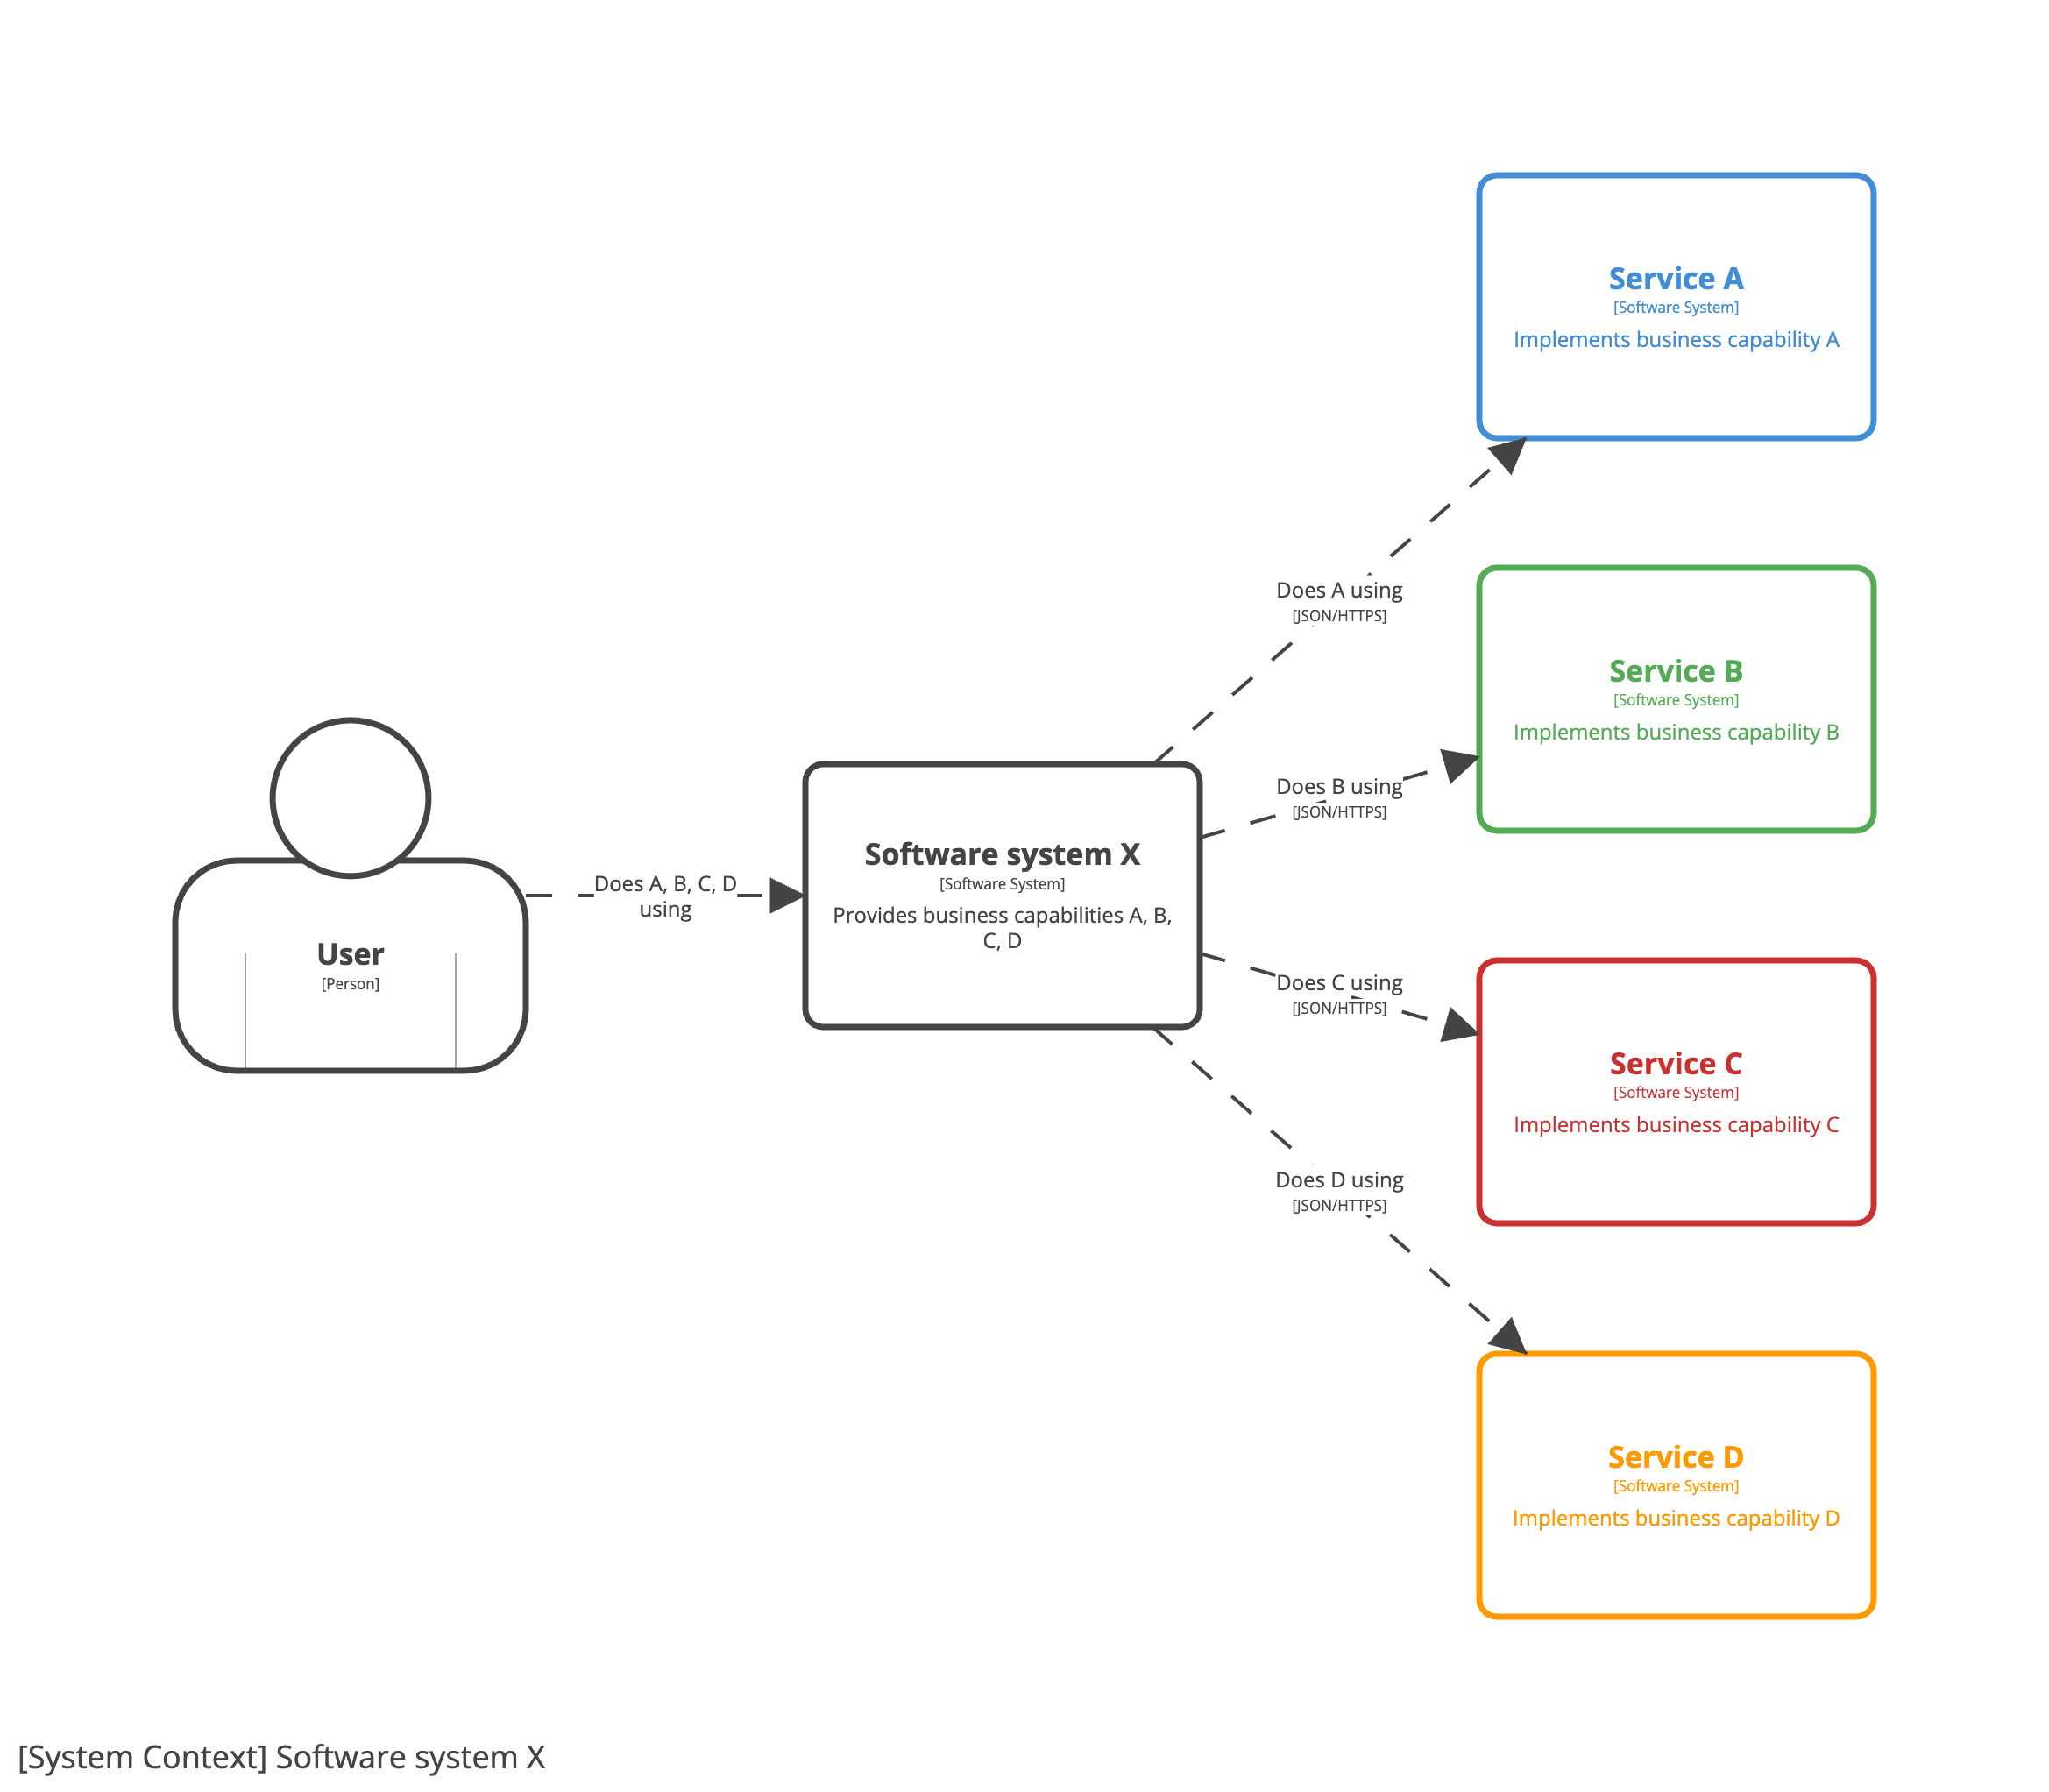 Service A
[Software System]
Implements business capability A
Does A using
[JSON/HTTPS]
Service B
[Software System]
Implements business capability B
Does B using
[JSON/HTTPS]
User
[Person]
Does A, B, C, D
using
Software system X
[Software System]
Provides business capabilities A, B,
C, D
Does C using
[JSON/HTTPS]
Service C
[Software System]
Implements business capability C
Does D using
[JSON/HTTPS]
Service D
[Software System]
Implements business capability D
[System Context] Software system X